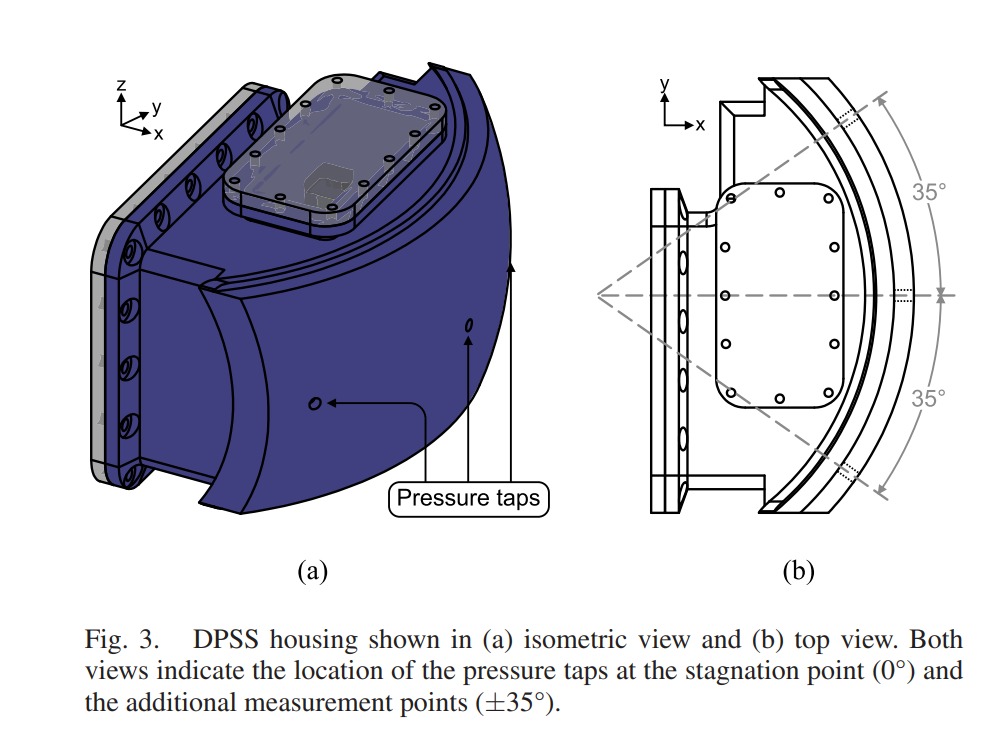 z
y
x
Pressure taps
(a)
y
x
35°
35°
(b)
Fig. 3. DPSS housing shown in (a) isometric view and (b) top view. Both
views indicate the location of the pressure taps at the stagnation point (0°) and
the additional measurement points (±35°).